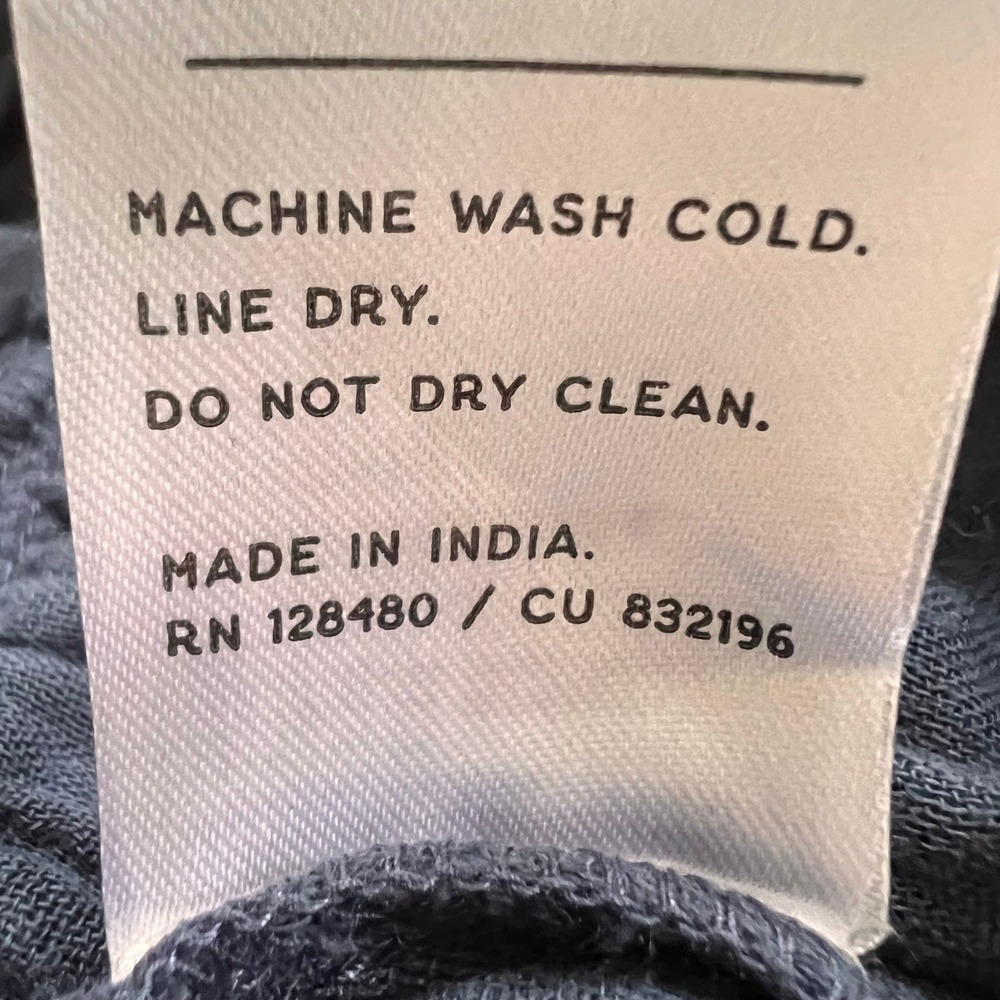 MACHINE WASH COLD.
LINE DRY.
DO NOT DRY CLEAN.
MADE IN INDIA.
RN 128480 / CU 832196